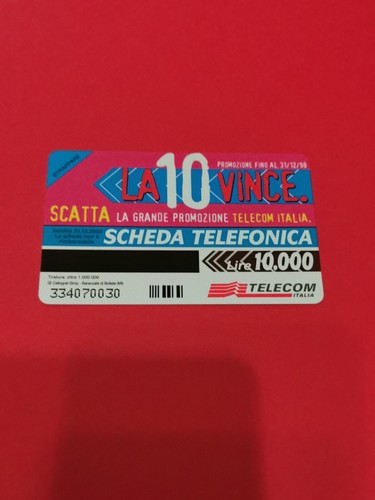 STRAPPARE
PROMOZIONE FINO AL 31/12/98
LA 10 VINCE.
SCATTA LA GRANDE PROMOZIONE TELECOM ITALIA.
SCHEDA TELEFONICA
Lire 10.000
334070030
TELECOM
ITALIA